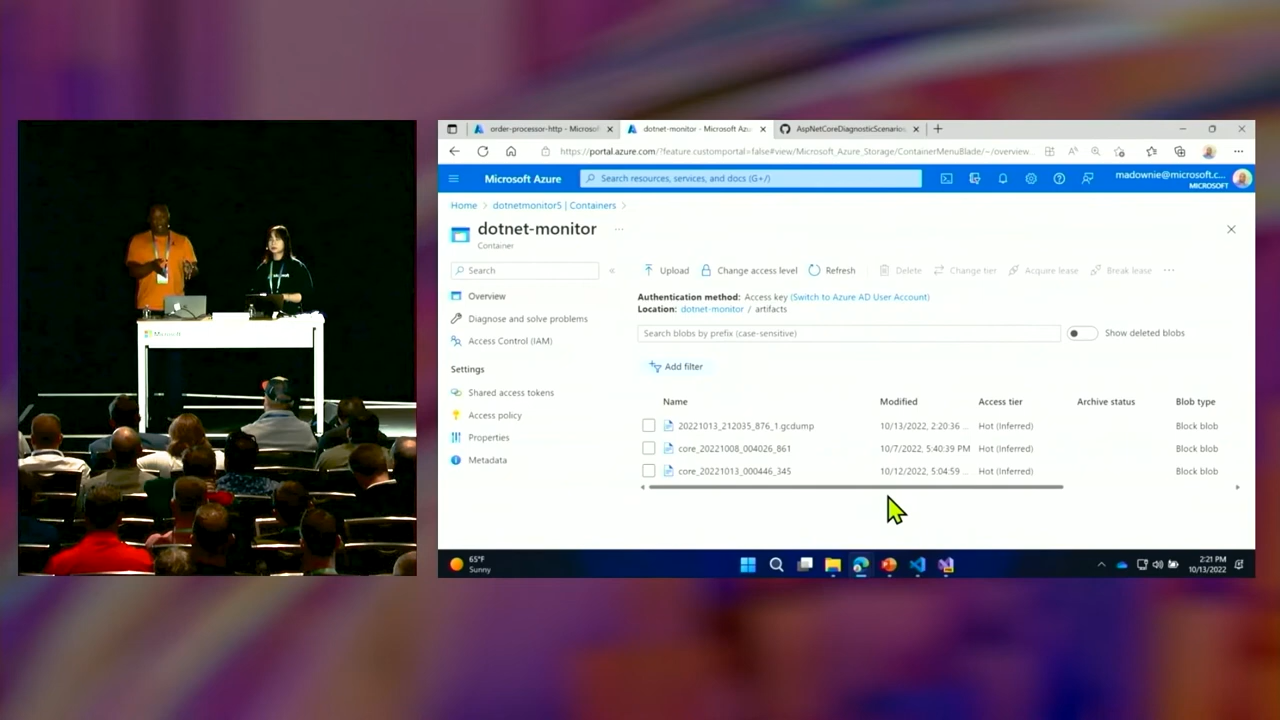 order-processor-http - Microsof
dotnet-monitor - Microsoft Azu
AspNetCoreDiagnosticScenarios
https://portal.azure.com/?feature.customportal=false#view/Microsoft_Azure_Storage/ContainerMenuBlade/~/overview...
Microsoft Azure
Search resources, services, and docs (G+/)
madownie@microsoft.c...
MICROSOFT
Home > dotnetmonitor5 | Containers >
dotnet-monitor ...
Container
Search
«
Upload
Change access level
Refresh
Delete
Change tier
Acquire lease
Break lease
...
Overview
Diagnose and solve problems
Access Control (IAM)
Settings
Shared access tokens
Access policy
Properties
Metadata
Authentication method: Access key (Switch to Azure AD User Account)
Location: dotnet-monitor / artifacts
Search blobs by prefix (case-sensitive)
Show deleted blobs
Add filter
Name Modified Access tier Archive status Blob type
20221013_212035_876_1.gcdump 10/13/2022, 2:20:36 ... Hot (Inferred) Block blob
core_20221008_004026_861 10/7/2022, 5:40:39 PM Hot (Inferred) Block blob
core_20221013_000446_345 10/12/2022, 5:04:59 ... Hot (Inferred) Block blob
65°F
Sunny
2:21 PM
10/13/2022
Microsoft